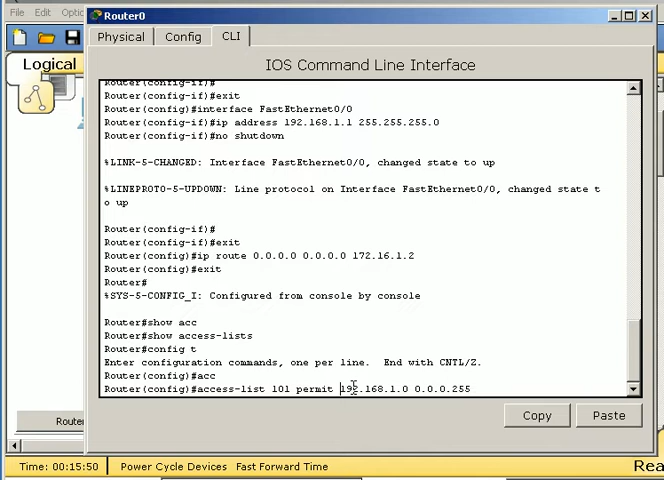 Router0
File Edit Optic
Physical Config CLI
Logical
IOS Command Line Interface
Router(config-if)#
Router(config-if)#exit
Router(config)#interface FastEthernet0/0
Router(config-if)#ip address 192.168.1.1 255.255.255.0
Router(config-if)#no shutdown
%LINK-5-CHANGED: Interface FastEthernet0/0, changed state to up
%LINEPROTO-5-UPDOWN: Line protocol on Interface FastEthernet0/0, changed state t
o up
Router(config-if)#
Router(config-if)#exit
Router(config)#ip route 0.0.0.0 0.0.0.0 172.16.1.2
Router(config)#exit
Router#
%SYS-5-CONFIG_I: Configured from console by console
Router#show acc
Router#show access-lists
Router#config t
Enter configuration commands, one per line. End with CNTL/Z.
Router(config)#acc
Router(config)#access-list 101 permit 192.168.1.0 0.0.0.255
Copy Paste
Router
Time: 00:15:50 Power Cycle Devices Fast Forward Time Rea